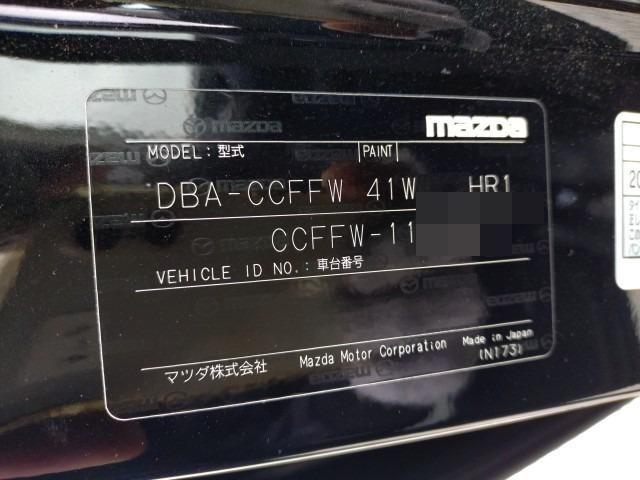 mazda
MODEL: 型式 PAINT
DBA-CCFFW 41W HR1
CCFFW-11
VEHICLE ID NO.: 車台番号
マツダ株式会社 Mazda Motor Corporation Made in Japan
(N173)
20